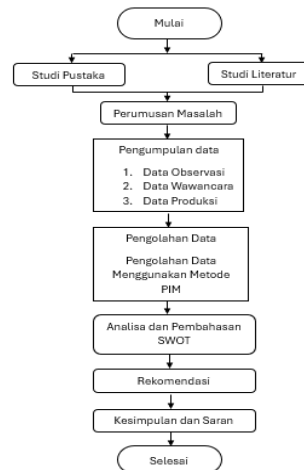 Mulai
Studi Pustaka
Studi Literatur
Perumusan Masalah
Pengumpulan data
1. Data Observasi
2. Data Wawancara
3. Data Produksi
Pengolahan Data
Pengolahan Data
Menggunakan Metode
PIM
Analisa dan Pembahasan
SWOT
Rekomendasi
Kesimpulan dan Saran
Selesai